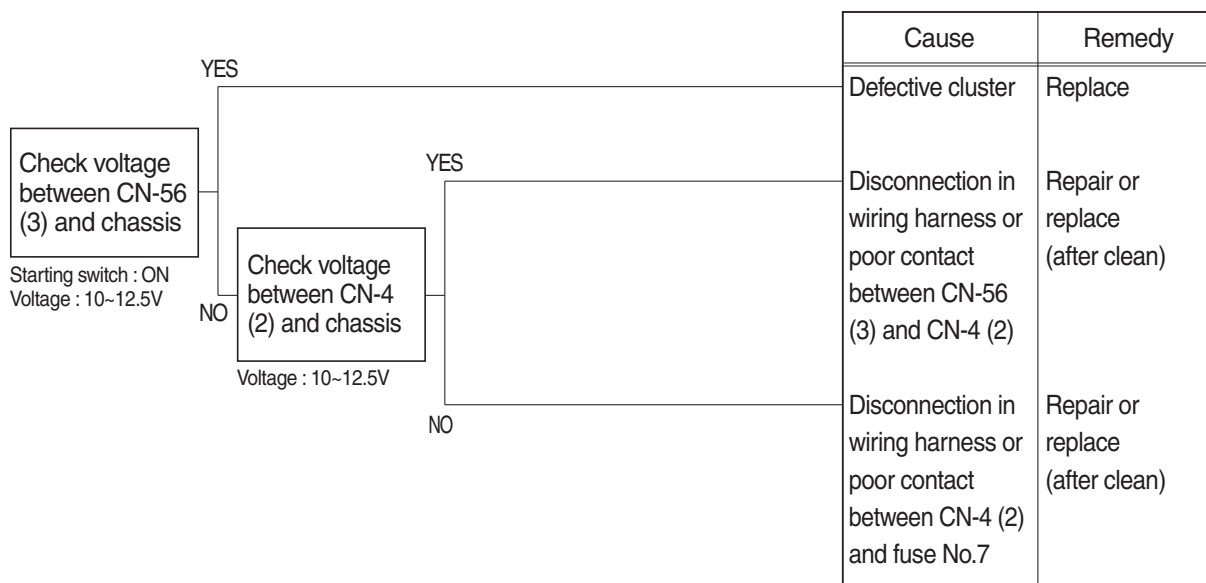 Cause
Remedy
YES
Defective cluster
Replace
Check voltage
between CN-56
(3) and chassis
Starting switch : ON
Voltage : 10~12.5V
YES
Disconnection in
wiring harness or
poor contact
between CN-56
(3) and CN-4 (2)
Repair or
replace
(after clean)
NO
Check voltage
between CN-4
(2) and chassis
Voltage : 10~12.5V
NO
Disconnection in
wiring harness or
poor contact
between CN-4 (2)
and fuse No.7
Repair or
replace
(after clean)